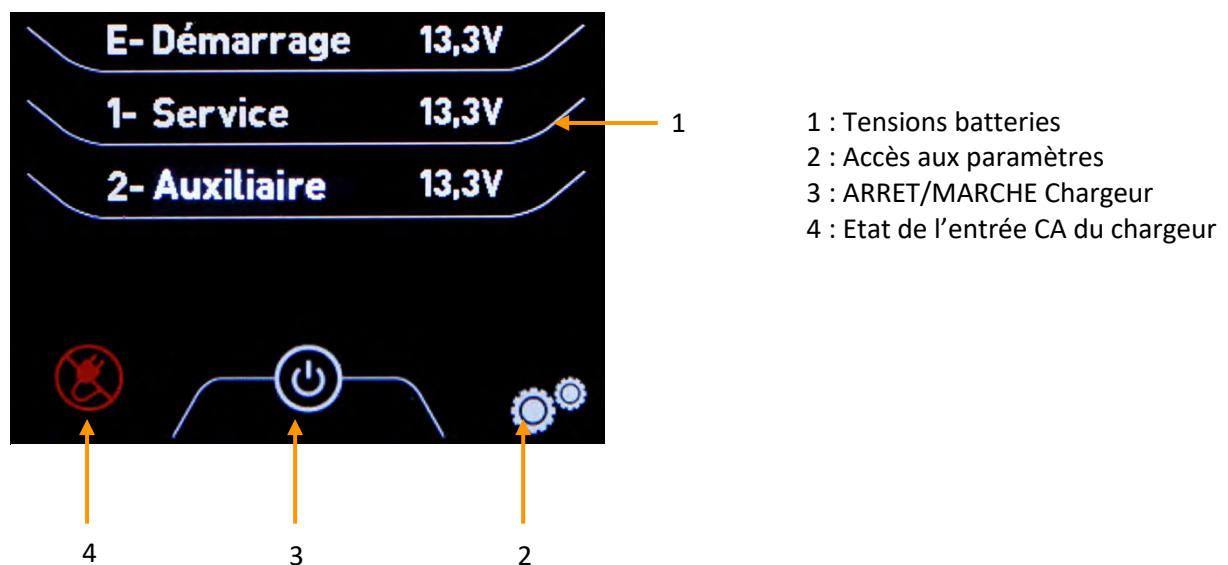 E- Démarrage 13,3V
1- Service 13,3V
2- Auxiliaire 13,3V
1
1 : Tensions batteries
2 : Accès aux paramètres
3 : ARRET/MARCHE Chargeur
4 : Etat de l’entrée CA du chargeur
4 3 2